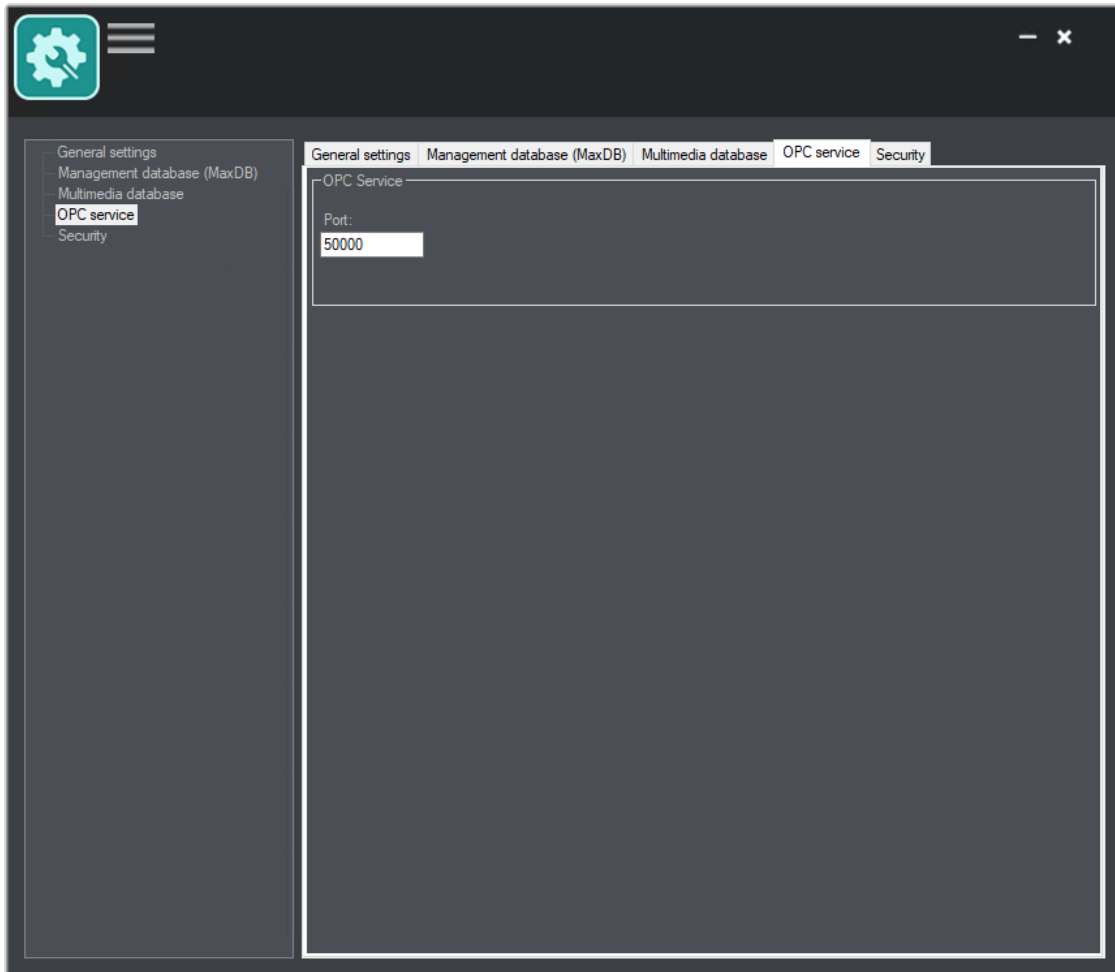 General settings
Management database (MaxDB)
Multimedia database
OPC service
Security
General settings Management database (MaxDB) Multimedia database OPC service Security
OPC Service
Port:
50000